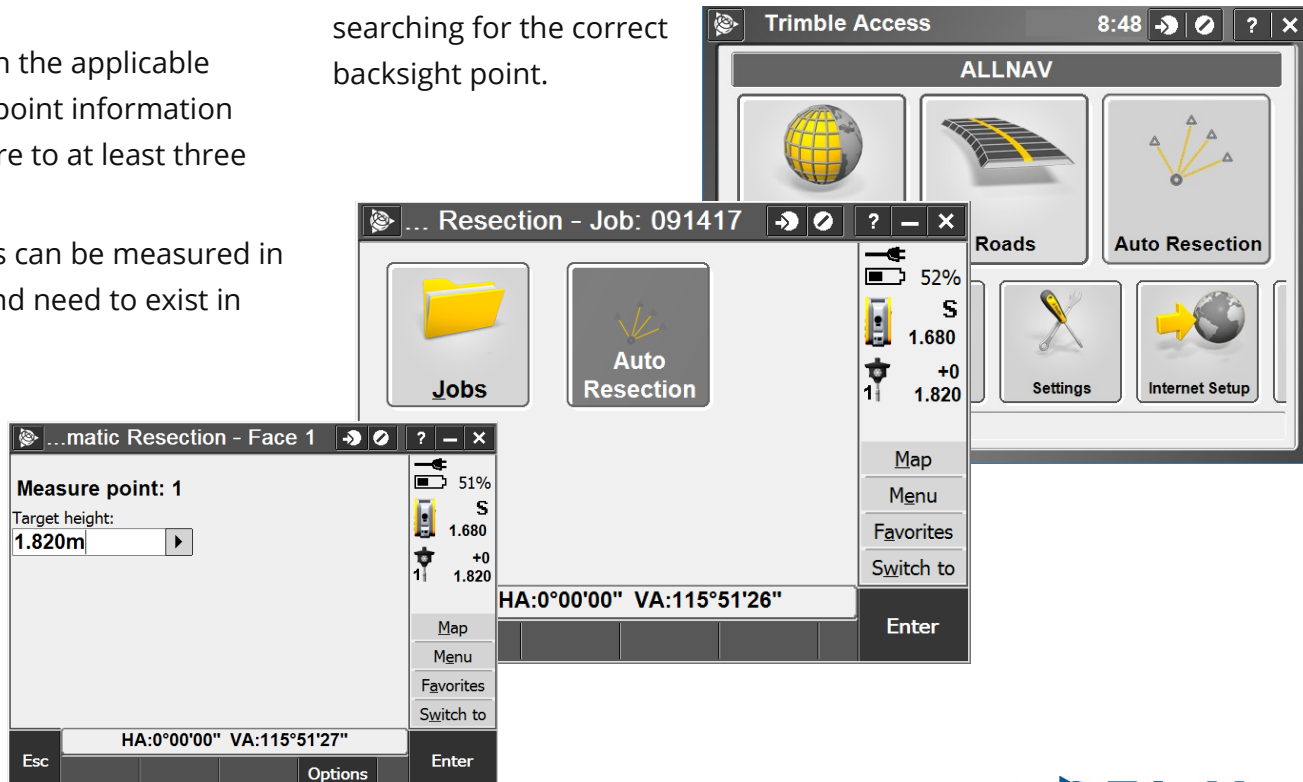 n the applicable
point information
re to at least three
s can be measured in
nd need to exist in
searching for the correct
backsight point.
Trimble Access 8:48 ? X
ALLNAV
Roads
Auto Resection
Settings
Internet Setup
... Resection - Job: 091417 ? – X
Jobs
Auto
Resection
52%
S
1.680
+0
1 1.820
Map
Menu
Favorites
Switch to
HA:0°00'00" VA:115°51'26"
Enter
...matic Resection - Face 1 ? – X
Measure point: 1
Target height:
1.820m
51%
S
1.680
+0
1 1.820
Map
Menu
Favorites
Switch to
HA:0°00'00" VA:115°51'27"
Esc
Options
Enter